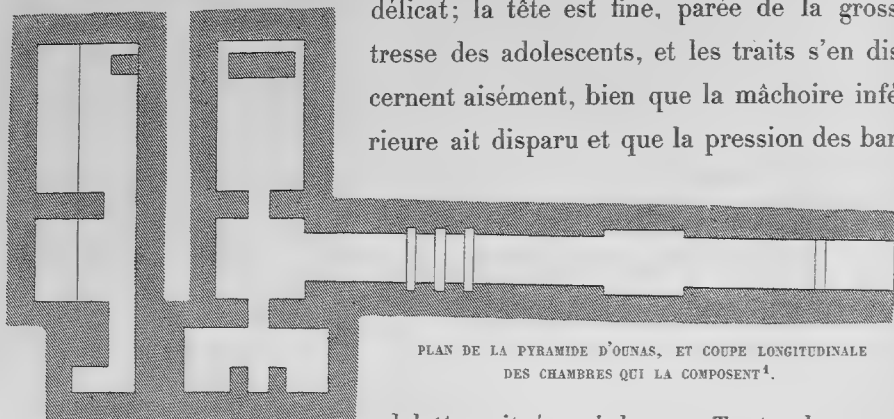 délicat; la tête est fine, parée de la gross
tresse des adolescents, et les traits s'en dis
cernent aisément, bien que la mâchoire infé
rieure ait disparu et que la pression des ban
PLAN DE LA PYRAMIDE D'OUNAS, ET COUPE LONGITUDINALE
DES CHAMBRES QUI LA COMPOSENT¹.